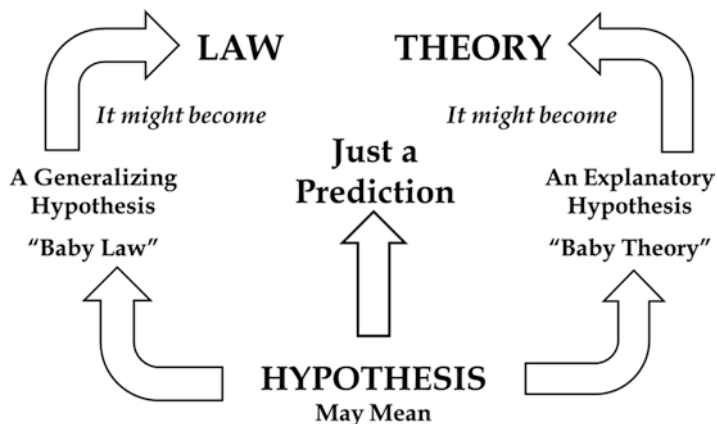 LAW
THEORY
It might become
It might become
Just a
Prediction
A Generalizing
Hypothesis
“Baby Law”
An Explanatory
Hypothesis
“Baby Theory”
HYPOTHESIS
May Mean